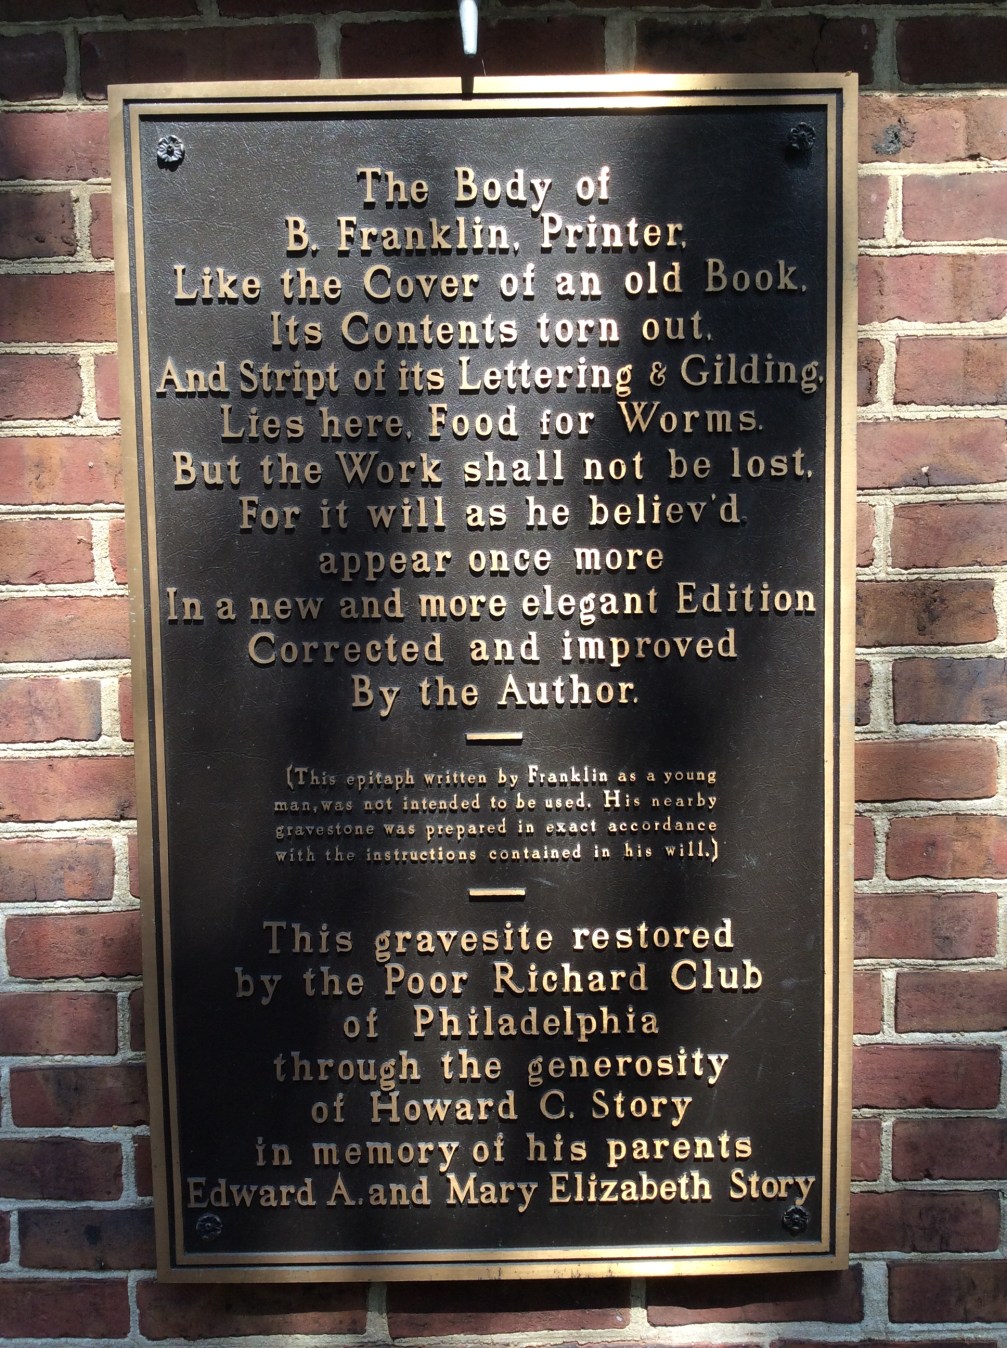 The Body of
B. Franklin, Printer,
Like the Cover of an old Book,
Its Contents torn out,
And Stript of its Lettering & Gilding,
Lies here, Food for Worms.
But the Work shall not be lost,
For it will as he believ'd,
appear once more
In a new and more elegant Edition
Corrected and improved
By the Author.
(This epitaph written by Franklin as a young
man, was not intended to be used. His nearby
gravestone was prepared in exact accordance
with the instructions contained in his will.)
This gravesite restored
by the Poor Richard Club
of Philadelphia
through the generosity
of Howard C. Story
in memory of his parents
Edward A. and Mary Elizabeth Story